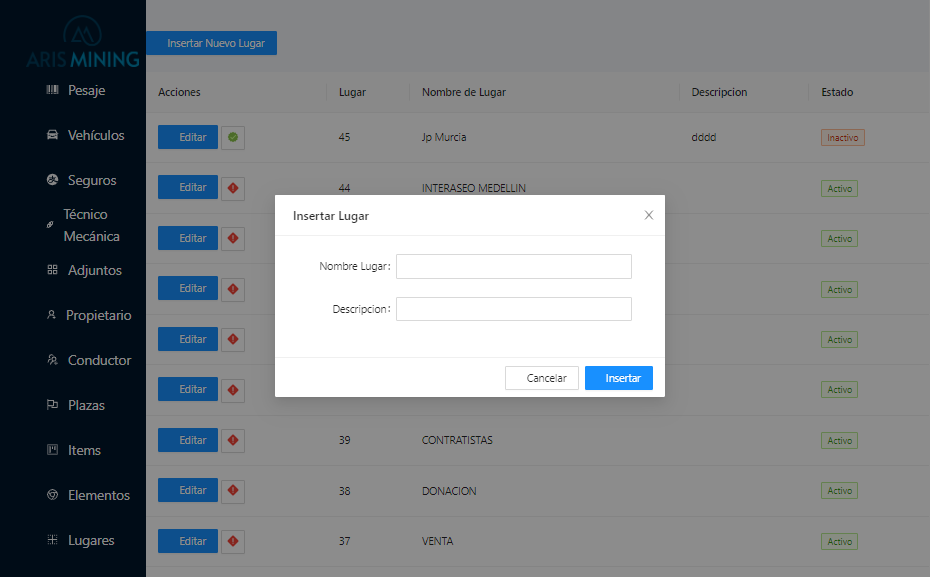 ARIS MINING
Pesaje
Vehículos
Seguros
Técnico
Mecánica
Adjuntos
Propietario
Conductor
Plazas
Items
Elementos
Lugares
Insertar Nuevo Lugar
Acciones Lugar Nombre de Lugar Descripcion Estado
Editar 45 Jp Murcia dddd Inactivo
Editar 44 INTERASEO MEDELLIN Activo
Editar Activo
Editar Activo
Editar Activo
Editar Activo
Editar 39 CONTRATISTAS Activo
Editar 38 DONACION Activo
Editar 37 VENTA Activo
Insertar Lugar
Nombre Lugar:
Descripcion:
Cancelar Insertar